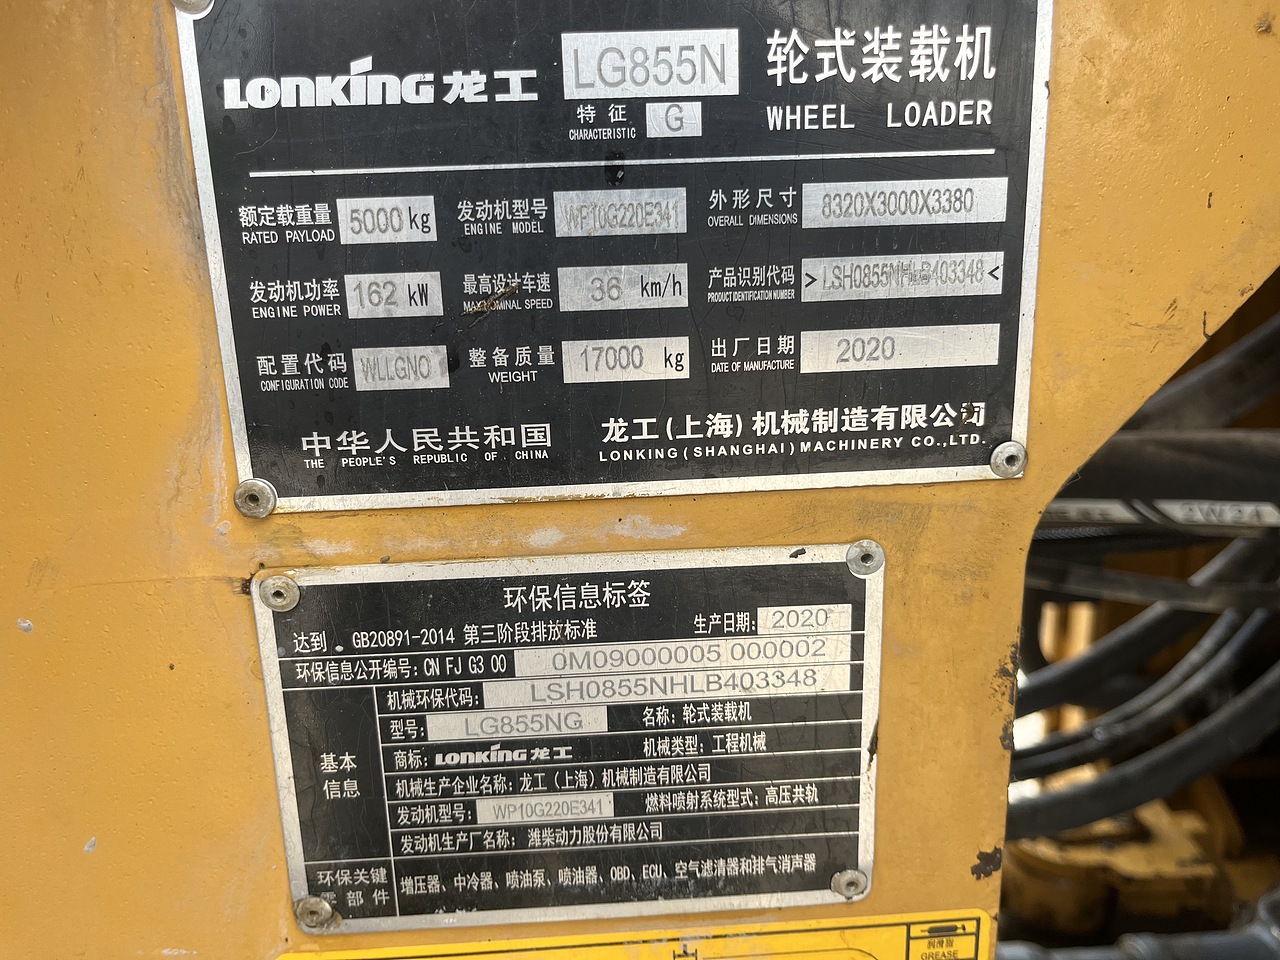 LONKING 龙工 LG855N 轮式装载机
特征 G
CHARACTERISTIC
WHEEL LOADER
额定载重量 5000 kg 发动机型号 WP10G220E341 外形尺寸 8320X3000X3380
RATED PAYLOAD ENGINE MODEL OVERALL DIMENSIONS
发动机功率 162 kW 最高设计车速 36 km/h 产品识别代码 >LSH0855NHLB403348<
ENGINE POWER MAX NOMINAL SPEED PRODUCT IDENTIFICATION NUMBER
配置代码 WLLGNO 整备质量 17000 kg 出厂日期 2020
CONFIGURATION CODE WEIGHT DATE OF MANUFACTURE
中华人民共和国 龙工(上海)机械制造有限公司
THE PEOPLE'S REPUBLIC OF CHINA LONKING(SHANGHAI)MACHINERY CO.,LTD.
2W24
环保信息标签
达到 . GB20891-2014 第三阶段排放标准 生产日期: 2020
环保信息公开编号: CN FJ G3 00 0M09000005 000002
机械环保代码: LSH0855NHLB403348
型号: LG855NG 名称: 轮式装载机
基本信息
商标: LONKING 龙工 机械类型: 工程机械
机械生产企业名称: 龙工(上海)机械制造有限公司
发动机型号: WP10G220E341 燃料喷射系统型式: 高压共轨
发动机生产厂名称: 潍柴动力股份有限公司
环保关键零部件 增压器、中冷器、喷油泵、喷油器、OBD、ECU、空气滤清器和排气消声器
润滑脂
GREASE